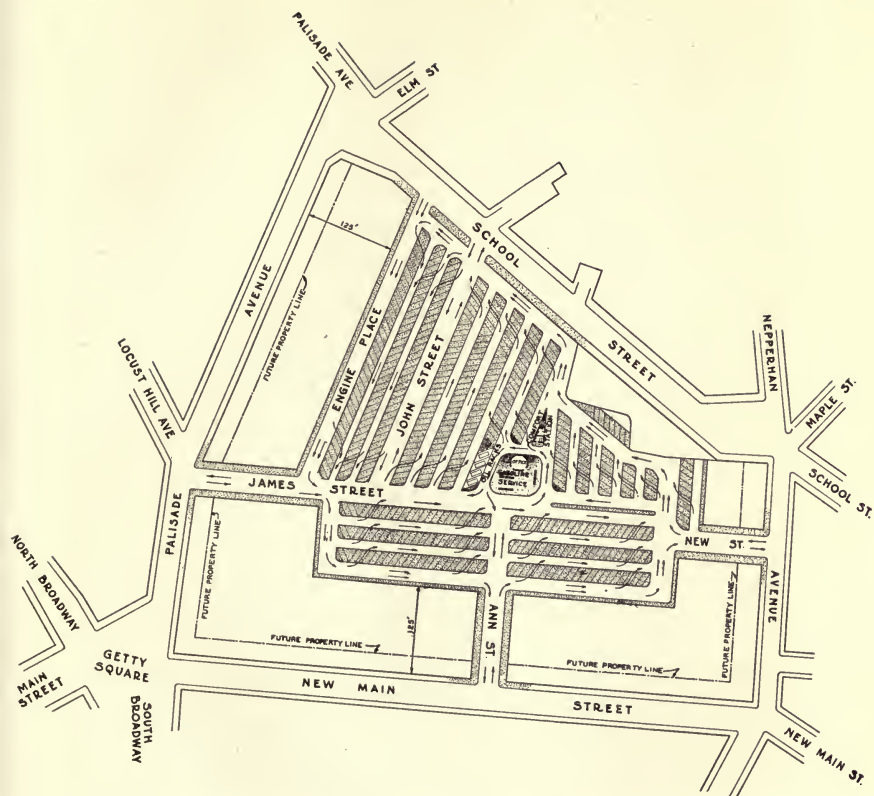 PALISADE AVE.
ELM ST
SCHOOL
STREET
125'
AVENUE
FUTURE PROPERTY LINE
ENGINE PLACE
JOHN STREET
LOCUST HILL AVE
NEPPERHAN
MAPLE ST.
SCHOOL ST.
STATION
SERVICE
JAMES STREET
PALISADE
NEW ST.
NORTH BROADWAY
FUTURE PROPERTY LINE
FUTURE PROPERTY LINE
125'
ANN ST.
FUTURE PROPERTY LINE
FUTURE PROPERTY LINE
AVENUE
GETTY
SQUARE
MAIN
STREET
SOUTH
BROADWAY
NEW MAIN
STREET
NEW MAIN ST.